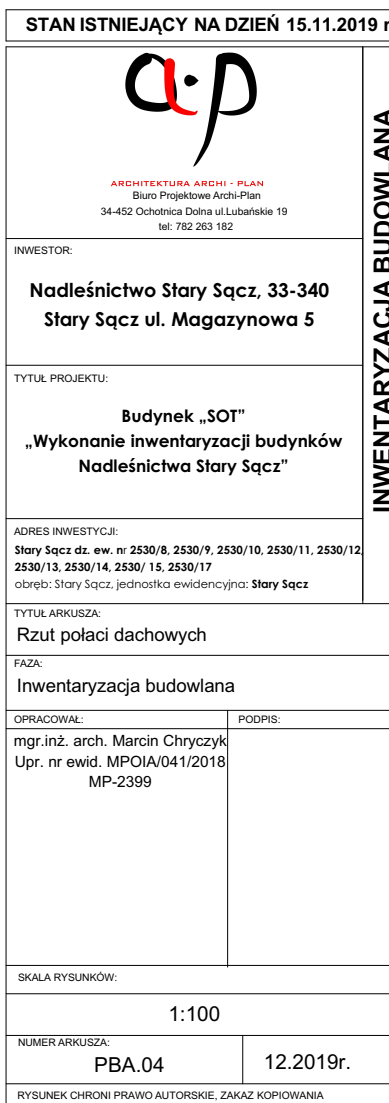 STAN ISTNIEJĄCY NA DZIEŃ 15.11.2019 r
INWENTARYZACJA BUDOWLANA
ARCHITEKTURA ARCHI - PLAN
Biuro Projektowe Archi-Plan
34-452 Ochotnica Dolna ul.Lubańskie 19
tel: 782 263 182
INWESTOR:
Nadleśnictwo Stary Sącz, 33-340
Stary Sącz ul. Magazynowa 5
TYTUŁ PROJEKTU:
Budynek „SOT”
„Wykonanie inwentaryzacji budynków
Nadleśnictwa Stary Sącz”
ADRES INWESTYCJI:
Stary Sącz dz. ew. nr 2530/8, 2530/9, 2530/10, 2530/11, 2530/12,
2530/13, 2530/14, 2530/ 15, 2530/17
obręb: Stary Sącz, jednostka ewidencyjna: Stary Sącz
TYTUŁ ARKUSZA:
Rzut połaci dachowych
FAZA:
Inwentaryzacja budowlana
OPRACOWAŁ: PODPIS:
mgr.inż. arch. Marcin Chryczyk
Upr. nr ewid. MPOIA/041/2018
MP-2399
SKALA RYSUNKÓW:
1:100
NUMER ARKUSZA:
PBA.04 12.2019r.
RYSUNEK CHRONI PRAWO AUTORSKIE, ZAKAZ KOPIOWANIA